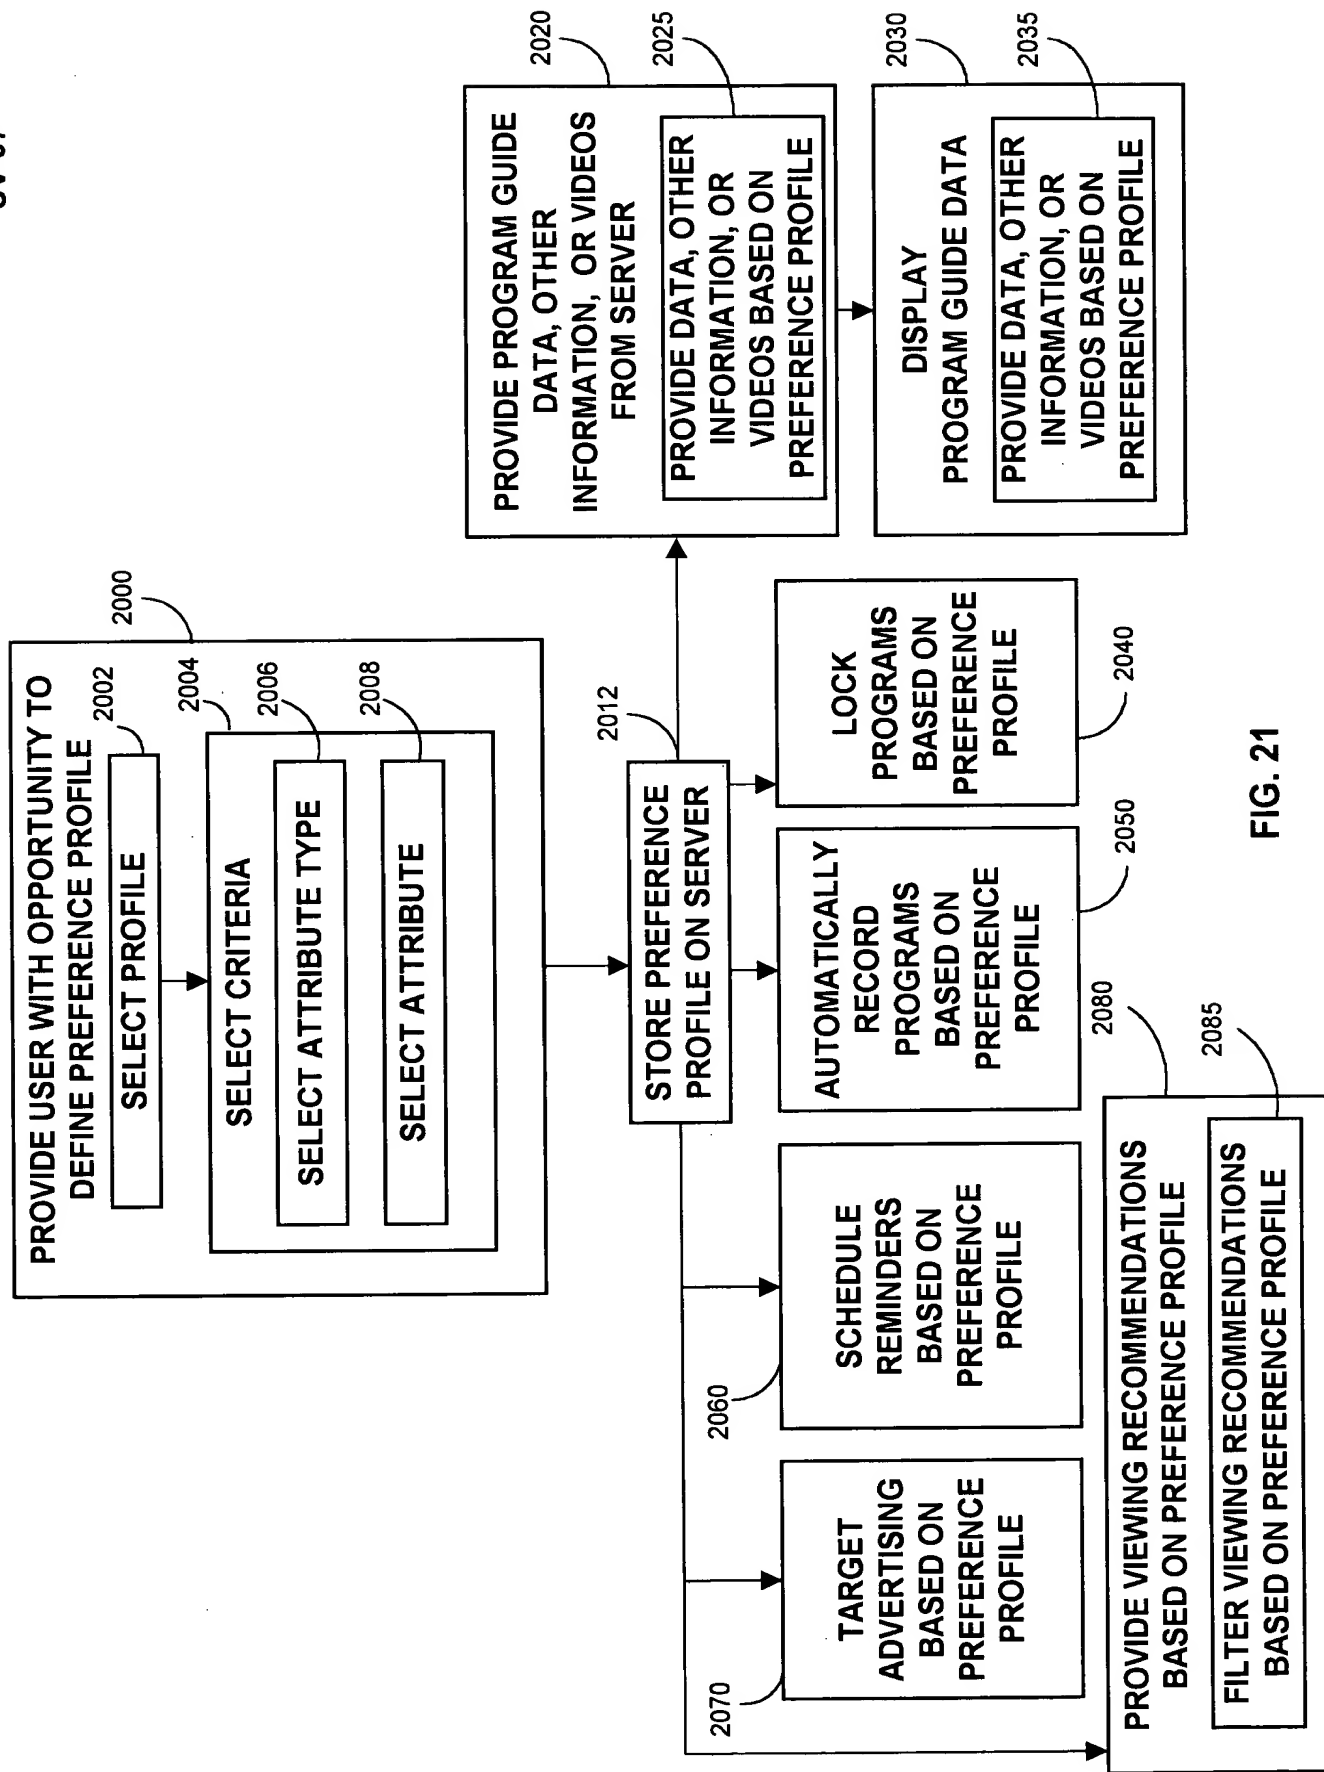 PROVIDE USER WITH OPPORTUNITY TO
DEFINE PREFERENCE PROFILE
2000
SELECT PROFILE
2002
SELECT CRITERIA
2004
SELECT ATTRIBUTE TYPE
2006
SELECT ATTRIBUTE
2008
STORE PREFERENCE
PROFILE ON SERVER
2012
PROVIDE PROGRAM GUIDE
DATA, OTHER
INFORMATION, OR VIDEOS
FROM SERVER
2020
PROVIDE DATA, OTHER
INFORMATION, OR
VIDEOS BASED ON
PREFERENCE PROFILE
2025
DISPLAY
PROGRAM GUIDE DATA
2030
PROVIDE DATA, OTHER
INFORMATION, OR
VIDEOS BASED ON
PREFERENCE PROFILE
2035
TARGET
ADVERTISING
BASED ON
PREFERENCE
PROFILE
2070
SCHEDULE
REMINDERS
BASED ON
PREFERENCE
PROFILE
2060
AUTOMATICALLY
RECORD
PROGRAMS
BASED ON
PREFERENCE
PROFILE
2050
LOCK
PROGRAMS
BASED ON
PREFERENCE
PROFILE
2040
PROVIDE VIEWING RECOMMENDATIONS
BASED ON PREFERENCE PROFILE
2080
FILTER VIEWING RECOMMENDATIONS
BASED ON PREFERENCE PROFILE
2085
FIG. 21